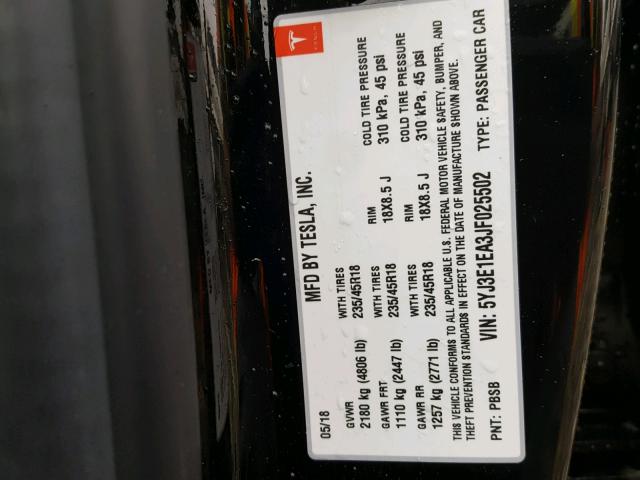 TESLA
05/18 MFD BY TESLA, INC.
GVWR WITH TIRES RIM COLD TIRE PRESSURE
2180 kg (4806 lb) 235/45R18 18X8.5 J 310 kPa, 45 psi
GAWR FRT WITH TIRES RIM COLD TIRE PRESSURE
1110 kg (2447 lb) 235/45R18 18X8.5 J 310 kPa, 45 psi
GAWR RR WITH TIRES
1257 kg (2771 lb) 235/45R18
THIS VEHICLE CONFORMS TO ALL APPLICABLE U.S. FEDERAL MOTOR VEHICLE SAFETY, BUMPER, AND
THEFT PREVENTION STANDARDS IN EFFECT ON THE DATE OF MANUFACTURE SHOWN ABOVE.
PNT: PBSB VIN: 5YJ3E1EA3JF025502 TYPE: PASSENGER CAR